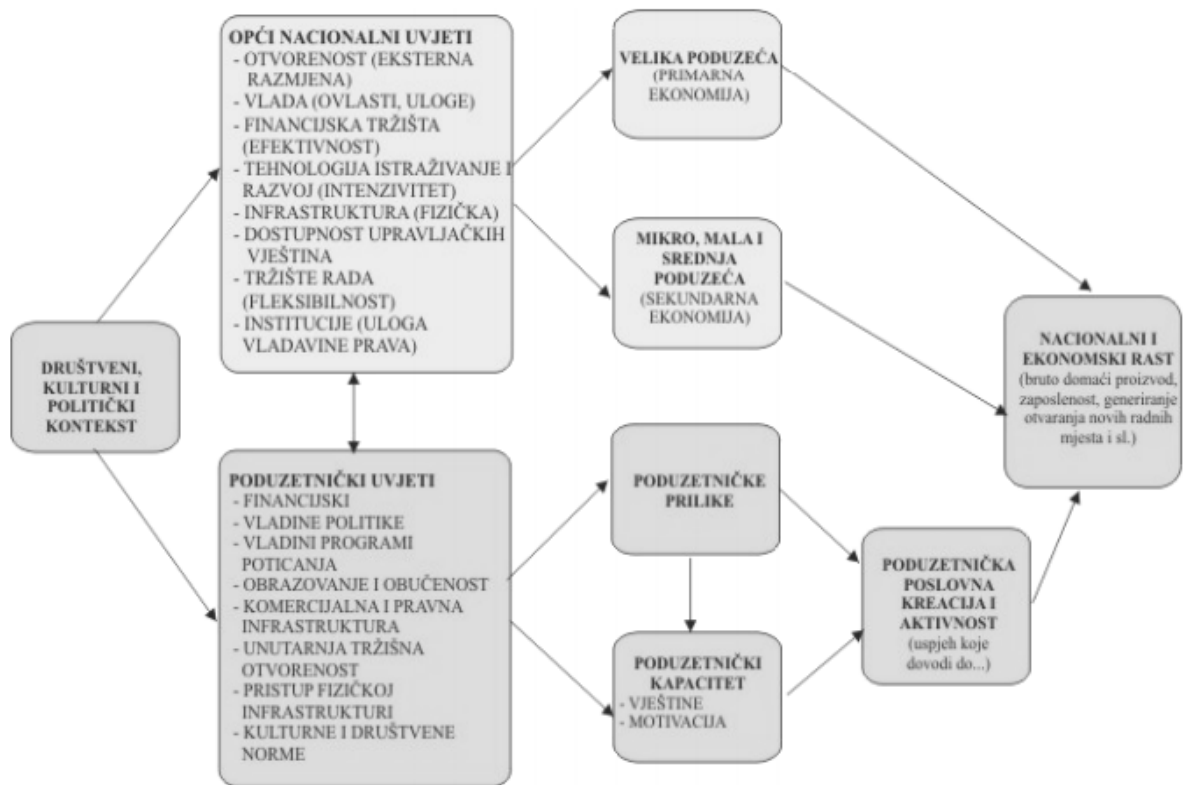 DRUŠTVENI,
KULTURNI I
POLITIČKI
KONTEKST
OPĆI NACIONALNI UVJETI
- OTVORENOST (EKSTERNA
RAZMJENA)
- VLADA (OVLASTI, ULOGE)
- FINANCIJSKA TRŽIŠTA
(EFEKTIVNOST)
- TEHNOLOGIJA ISTRAŽIVANJE I
RAZVOJ (INTENZIVITET)
- INFRASTRUKTURA (FIZIČKA)
- DOSTUPNOST UPRAVLJAČKIH
VJEŠTINA
- TRŽIŠTE RADA
(FLEKSIBILNOST)
- INSTITUCIJE (ULOGA
VLADAVINE PRAVA)
PODUZETNIČKI UVJETI
- FINANCIJSKI
- VLADINE POLITIKE
- VLADINI PROGRAMI
POTICANJA
- OBRAZOVANJE I OBUČENOST
- KOMERCIJALNA I PRAVNA
INFRASTRUKTURA
- UNUTARNJA TRŽIŠNA
OTVORENOST
- PRISTUP FIZIČKOJ
INFRASTRUKTURI
- KULTURNE I DRUŠTVENE
NORME
VELIKA PODUZEĆA
(PRIMARNA
EKONOMIJA)
MIKRO, MALA I
SREDNJA
PODUZEĆA
(SEKUNDARNA
EKONOMIJA)
PODUZETNIČKE
PRILIKE
PODUZETNIČKI
KAPACITET
- VJEŠTINE
- MOTIVACIJA
PODUZETNIČKA
POSLOVNA
KREACIJA I
AKTIVNOST
(uspjeh koje
dovodi do...)
NACIONALNI I
EKONOMSKI RAST
(bruto domaći proizvod,
zaposlenost, generiranje
otvaranja novih radnih
mjesta i sl.)